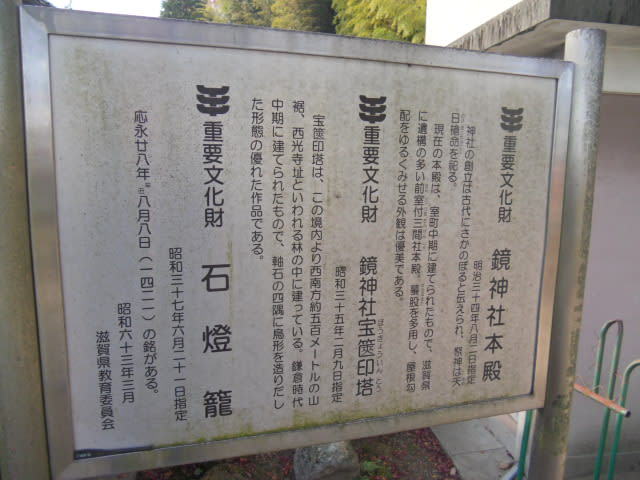 重要文化財 鏡神社本殿
明治三十四年八月二日指定
神社の創立は古代にさかのぼると伝えられ、祭神は天
日槍命を祀る。
現在の本殿は、室町中期に建てられたもので、滋賀県
に遺構の多い前室付三間社本殿。蟇股を多用し、屋根勾
配をゆるくみせる外観は優美である。
重要文化財 鏡神社宝篋印塔
ほうきょういんとう
昭和三十五年二月九日指定
宝篋印塔は、この境内より西南方約五百メートルの山
裾、西光寺址といわれる林の中に建っている。鎌倉時代
中期に建てられたもので、軸石の四隅に鳥形を造りだし
た形態の優れた作品である。
重要文化財 石燈籠
昭和三十七年六月二十一日指定
応永廿八年 八月八日(一四二一)の銘がある。
昭和六十三年三月
滋賀県教育委員会